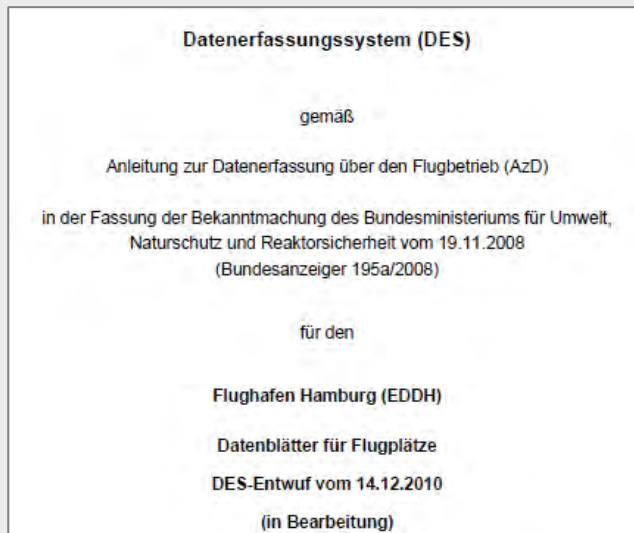 Datenerfassungssystem (DES)
gemäß
Anleitung zur Datenerfassung über den Flugbetrieb (AzD)
in der Fassung der Bekanntmachung des Bundesministeriums für Umwelt,
Naturschutz und Reaktorsicherheit vom 19.11.2008
(Bundesanzeiger 195a/2008)
für den
Flughafen Hamburg (EDDH)
Datenblätter für Flugplätze
DES-Entwuf vom 14.12.2010
(in Bearbeitung)